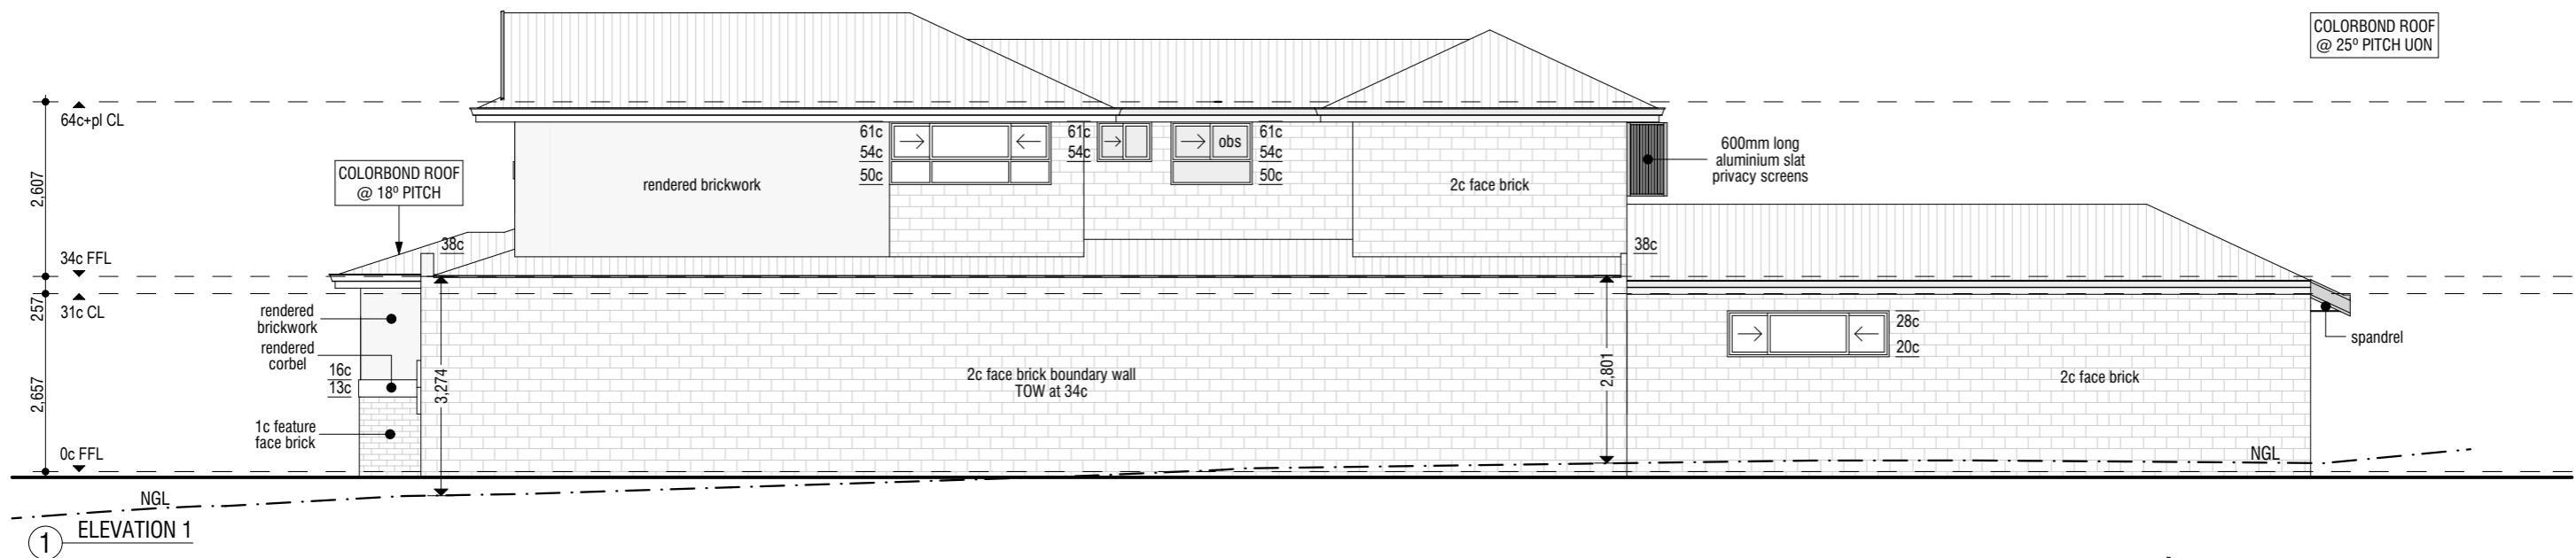 COLORBOND ROOF
@ 25º PITCH UON
64c+pl CL
2,607
34c FFL
257
31c CL
2,657
0c FFL
COLORBOND ROOF
@ 18º PITCH
38c
rendered brickwork
61c
54c
50c
61c
54c
obs
61c
54c
50c
2c face brick
600mm long
aluminium slat
privacy screens
38c
rendered
brickwork
rendered
corbel
16c
13c
1c feature
face brick
3,274
2c face brick boundary wall
TOW at 34c
2,801
28c
20c
2c face brick
spandrel
NGL
NGL
1
ELEVATION 1